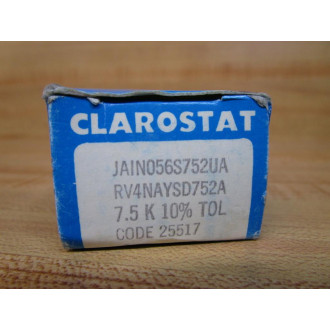 CLAROSTAT
JAIN056S752UA
RV4NAYSD752A
7.5 K 10% TOL
CODE 25517